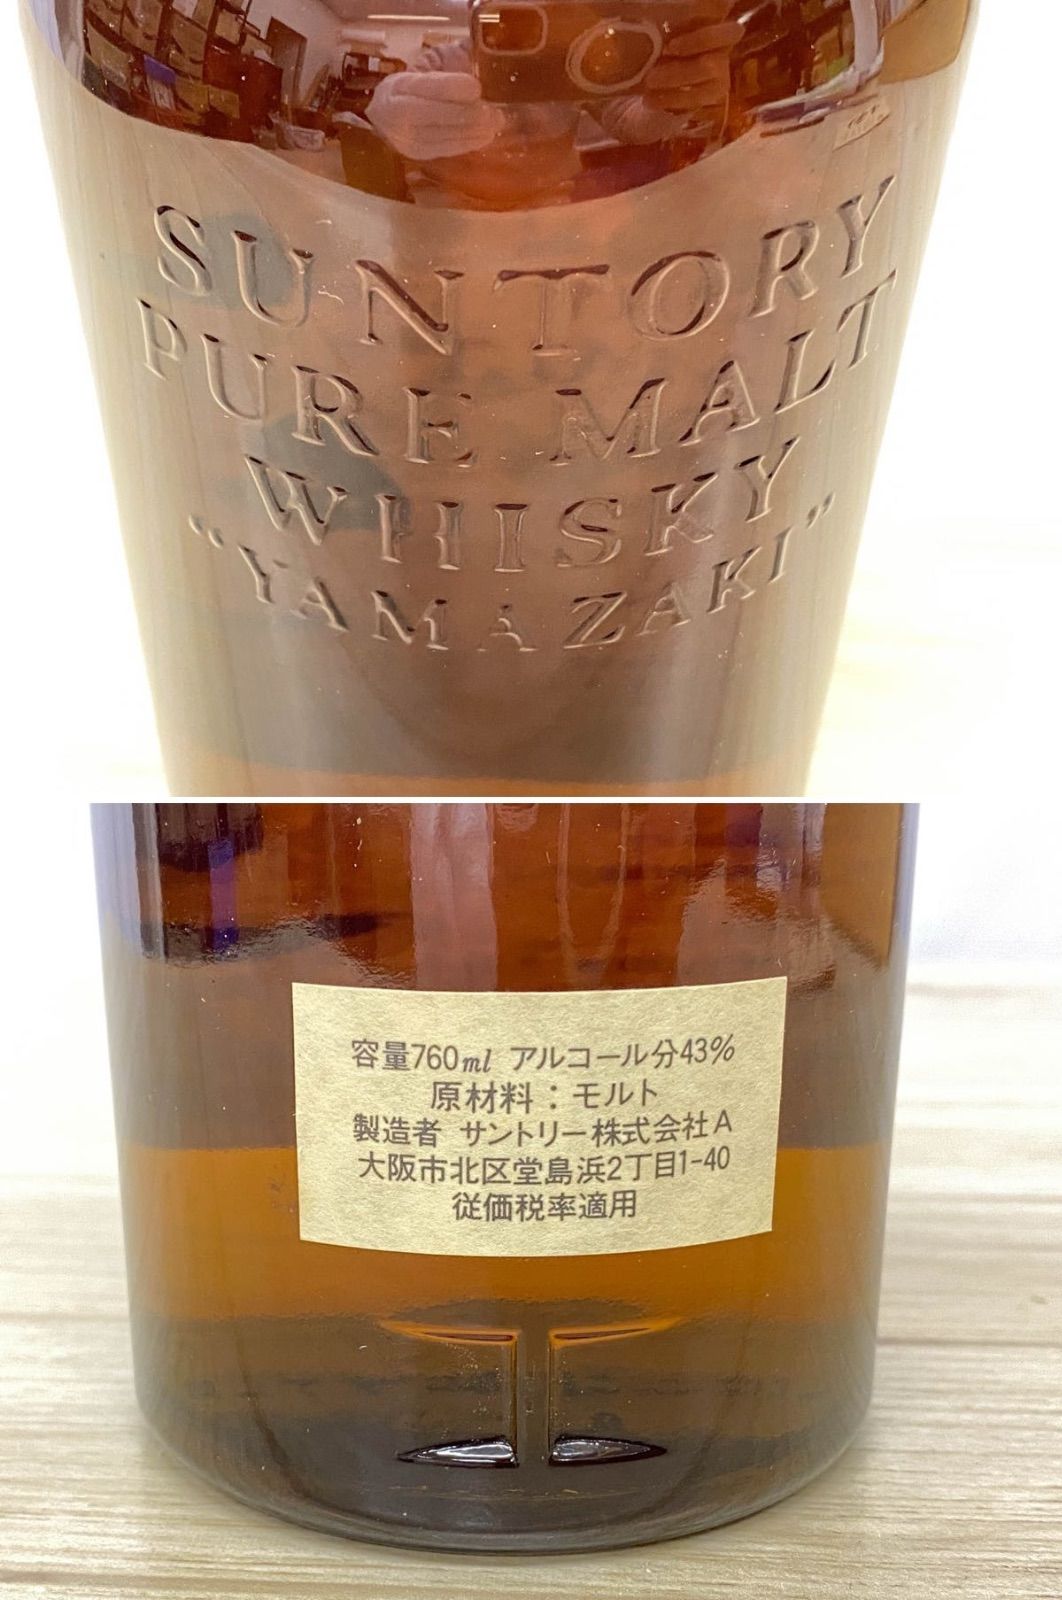 SUNTORY
PURE MALT
WHISKY
“YAMAZAKI”
容量760ml アルコール分43%
原材料：モルト
製造者 サントリー株式会社A
大阪市北区堂島浜2丁目1-40
従価税率適用